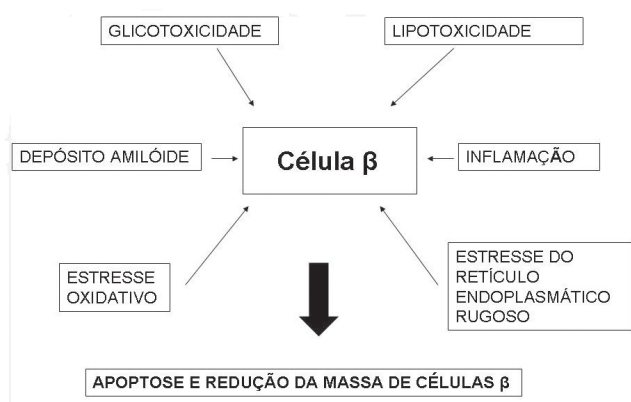 GLICOTOXICIDADE
LIPOTOXICIDADE
DEPÓSITO AMILÓIDE
Célula β
INFLAMAÇÃO
ESTRESSE
OXIDATIVO
ESTRESSE DO
RETÍCULO
ENDOPLASMÁTICO
RUGOSO
APOPTOSE E REDUÇÃO DA MASSA DE CÉLULAS β